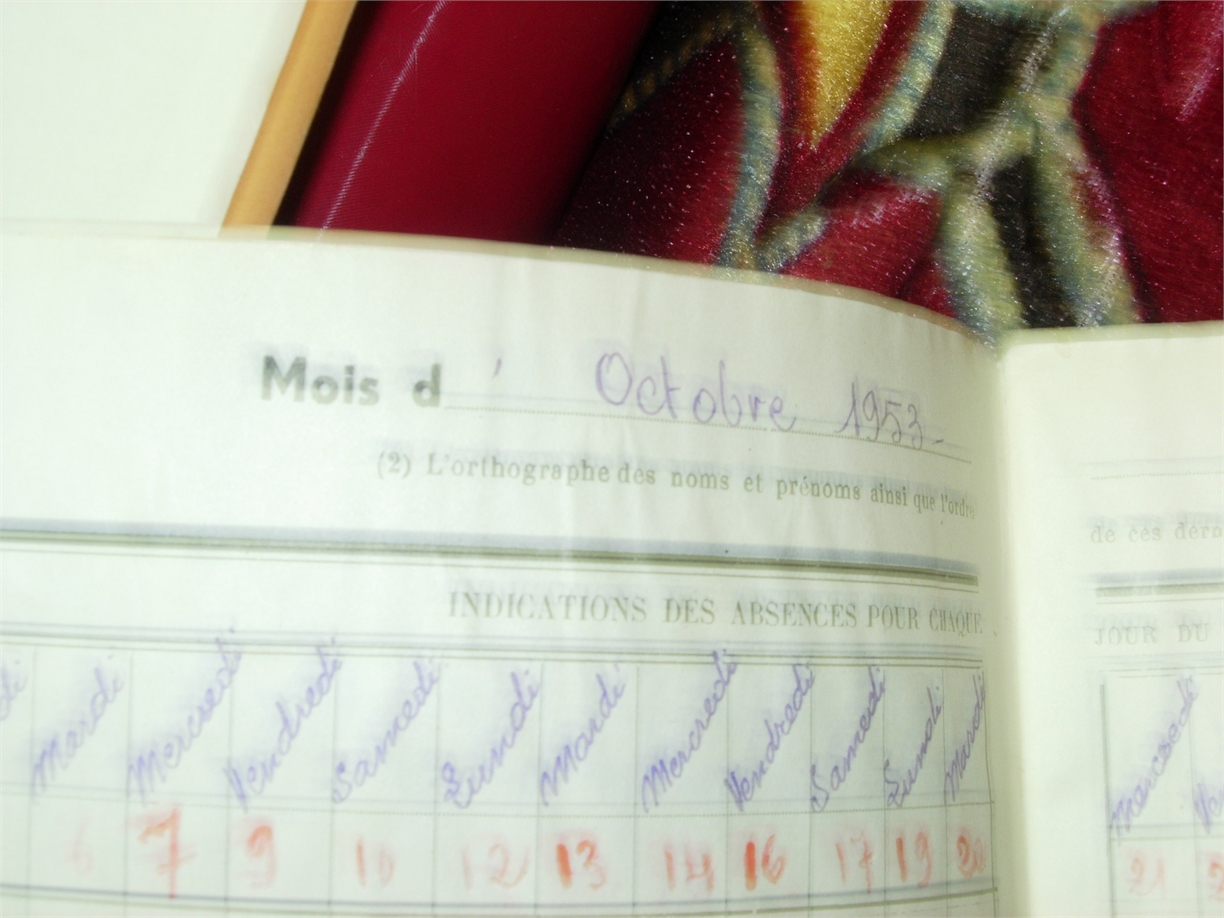 Mois d' Octobre 1953
(2) L'orthographe des noms et prénoms ainsi que l'ordre
de ces
INDICATIONS DES ABSENCES POUR CHAQUE
JOUR DU
Mardi Mercredi Vendredi Samedi Lundi Mardi Mercredi Vendredi Samedi Lundi Mardi Mercredi
6 7 9 10 12 13 14 16 17 19 20 21